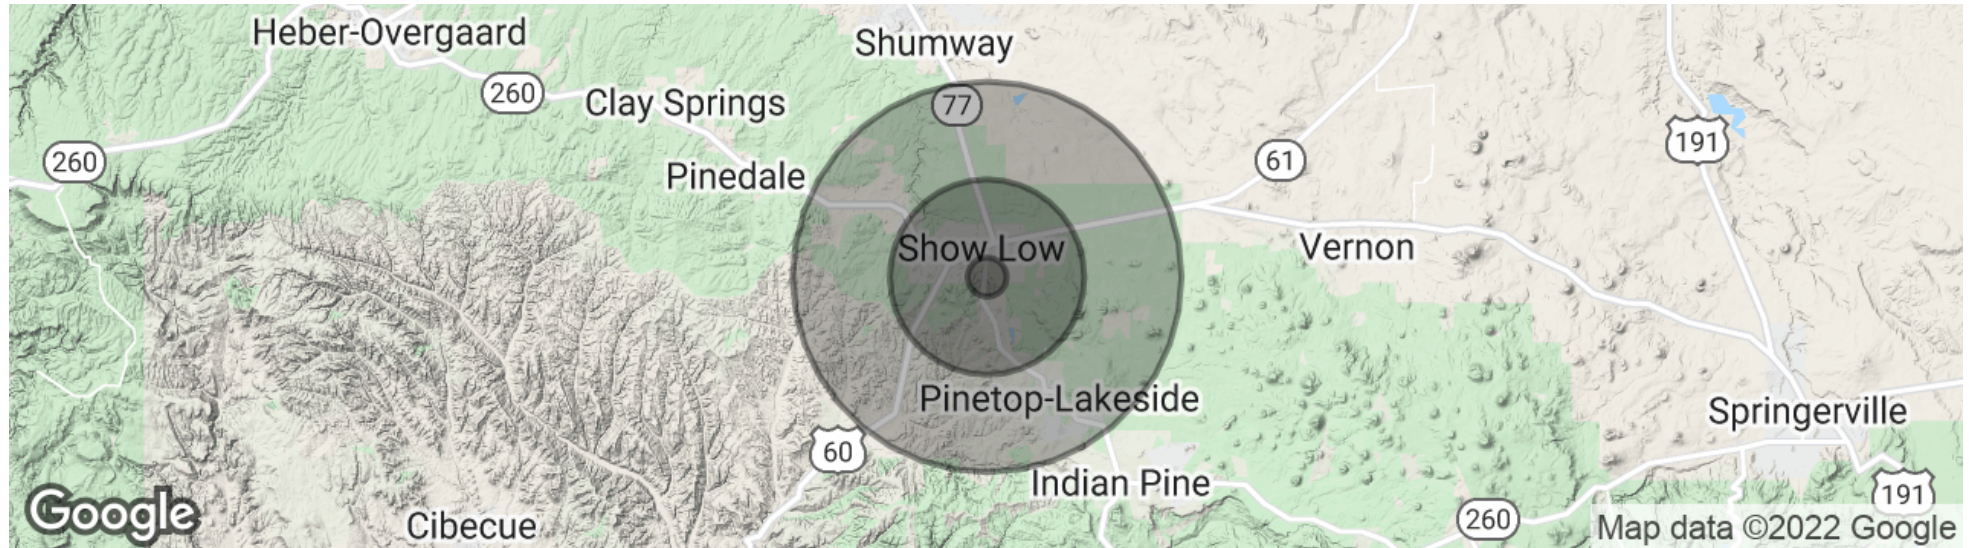 Heber-Overgaard
Shumway
260
Clay Springs
77
191
260
61
Pinedale
Show Low
Vernon
Pinetop-Lakeside
Springerville
60
Indian Pine
191
Google
Cibecue
260
Map data ©2022 Google